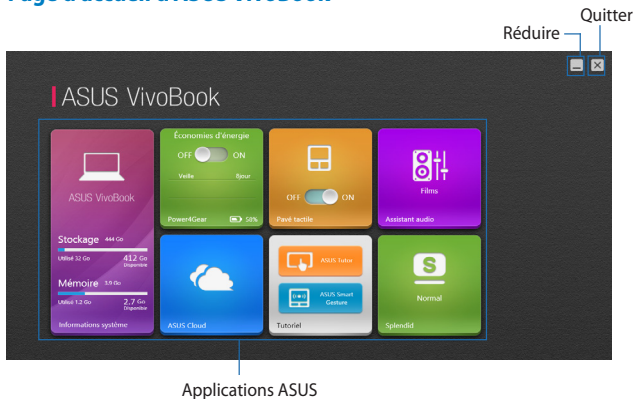 Page d'accueil d'ASUS VivoBook
Quitter
Réduire
ASUS VivoBook
ASUS VivoBook
Stockage 444 Go
Utilisé 32 Go 412 Go
Disponible
Mémoire 3.9 Go
Utilisé 1.2 Go 2.7 Go
Disponible
Informations système
Économies d'énergie
OFF ON
Veille 8jour
Power4Gear 50%
OFF ON
Pavé tactile
Films
Assistant audio
ASUS Cloud
ASUS Tutor
ASUS Smart
Gesture
Tutoriel
S
Normal
Splendid
Applications ASUS